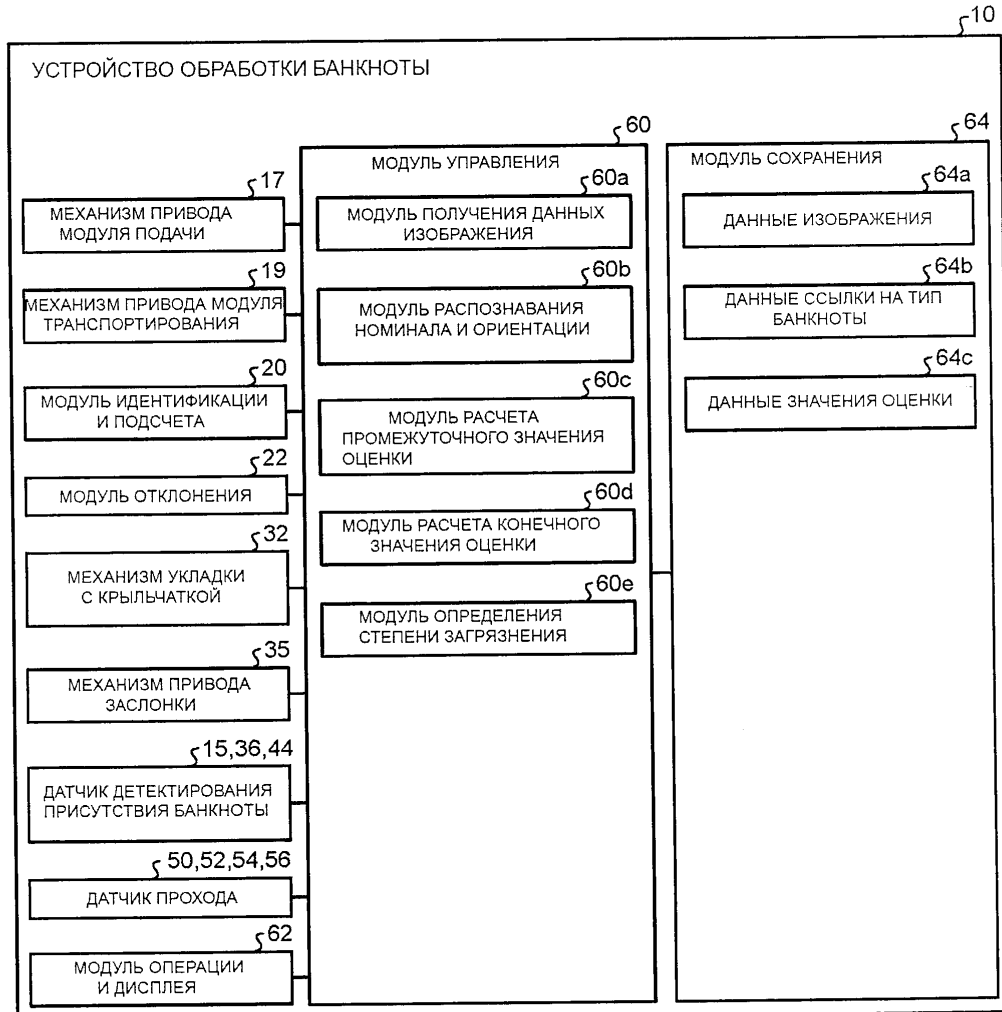 10
УСТРОЙСТВО ОБРАБОТКИ БАНКНОТЫ
17
МЕХАНИЗМ ПРИВОДА
МОДУЛЯ ПОДАЧИ
19
МЕХАНИЗМ ПРИВОДА МОДУЛЯ
ТРАНСПОРТИРОВАНИЯ
20
МОДУЛЬ ИДЕНТИФИКАЦИИ
И ПОДСЧЕТА
22
МОДУЛЬ ОТКЛОНЕНИЯ
32
МЕХАНИЗМ УКЛАДКИ
С КРЫЛЬЧАТКОЙ
35
МЕХАНИЗМ ПРИВОДА
ЗАСЛОНКИ
15,36,44
ДАТЧИК ДЕТЕКТИРОВАНИЯ
ПРИСУТСТВИЯ БАНКНОТЫ
50,52,54,56
ДАТЧИК ПРОХОДА
62
МОДУЛЬ ОПЕРАЦИИ
И ДИСПЛЕЯ
60
МОДУЛЬ УПРАВЛЕНИЯ
60a
МОДУЛЬ ПОЛУЧЕНИЯ ДАННЫХ
ИЗОБРАЖЕНИЯ
60b
МОДУЛЬ РАСПОЗНАВАНИЯ
НОМИНАЛА И ОРИЕНТАЦИИ
60c
МОДУЛЬ РАСЧЕТА
ПРОМЕЖУТОЧНОГО ЗНАЧЕНИЯ
ОЦЕНКИ
60d
МОДУЛЬ РАСЧЕТА КОНЕЧНОГО
ЗНАЧЕНИЯ ОЦЕНКИ
60e
МОДУЛЬ ОПРЕДЕЛЕНИЯ
СТЕПЕНИ ЗАГРЯЗНЕНИЯ
64
МОДУЛЬ СОХРАНЕНИЯ
64a
ДАННЫЕ ИЗОБРАЖЕНИЯ
64b
ДАННЫЕ ССЫЛКИ НА ТИП
БАНКНОТЫ
64c
ДАННЫЕ ЗНАЧЕНИЯ ОЦЕНКИ